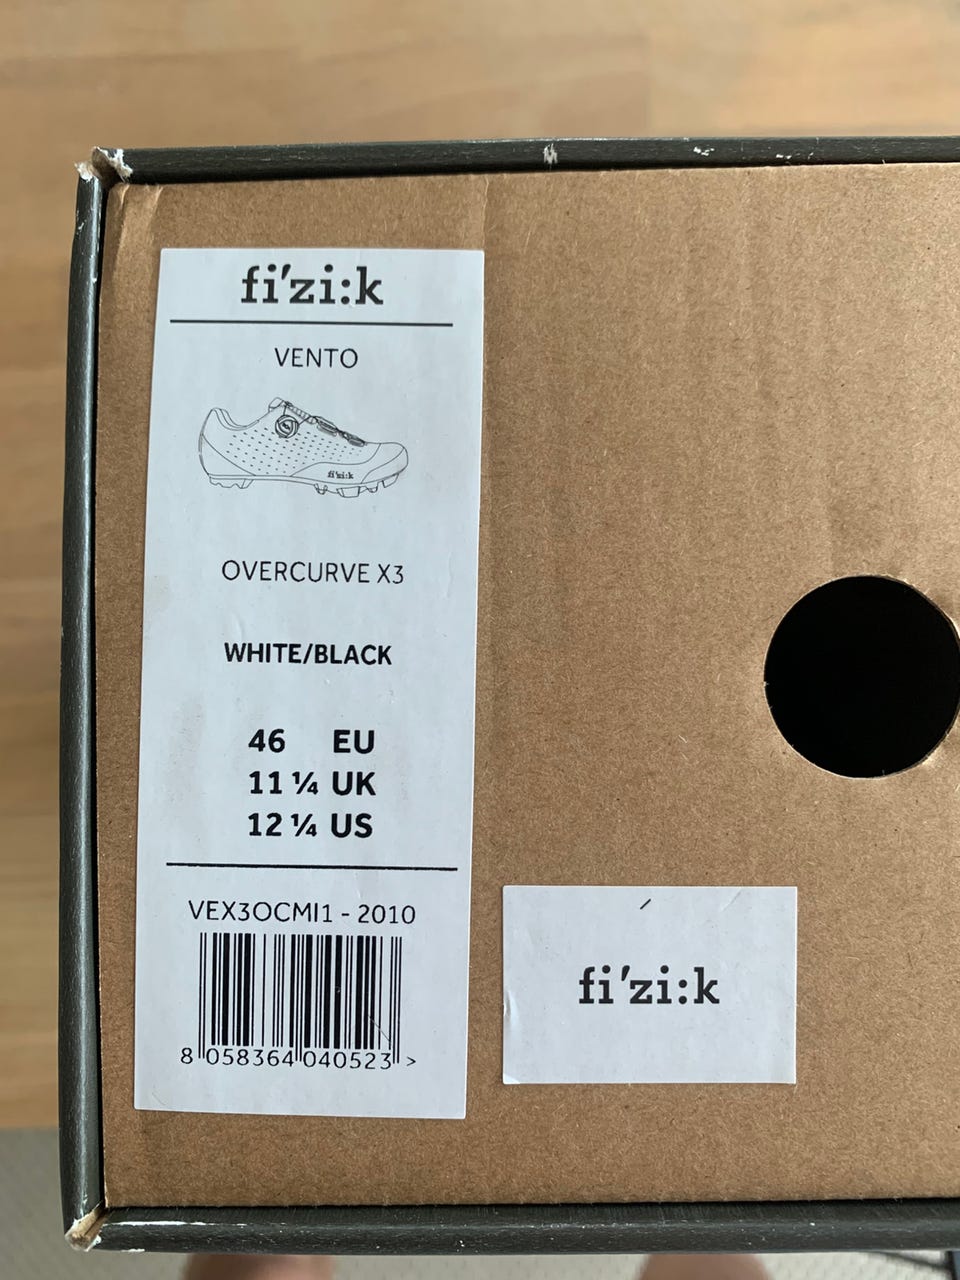 fi'zi:k
VENTO
fi'zi:k
OVERCURVE X3
WHITE/BLACK
46 EU
11 ¼ UK
12 ¼ US
VEX3OCMI1 - 2010
8 058364 040523 >
fi'zi:k